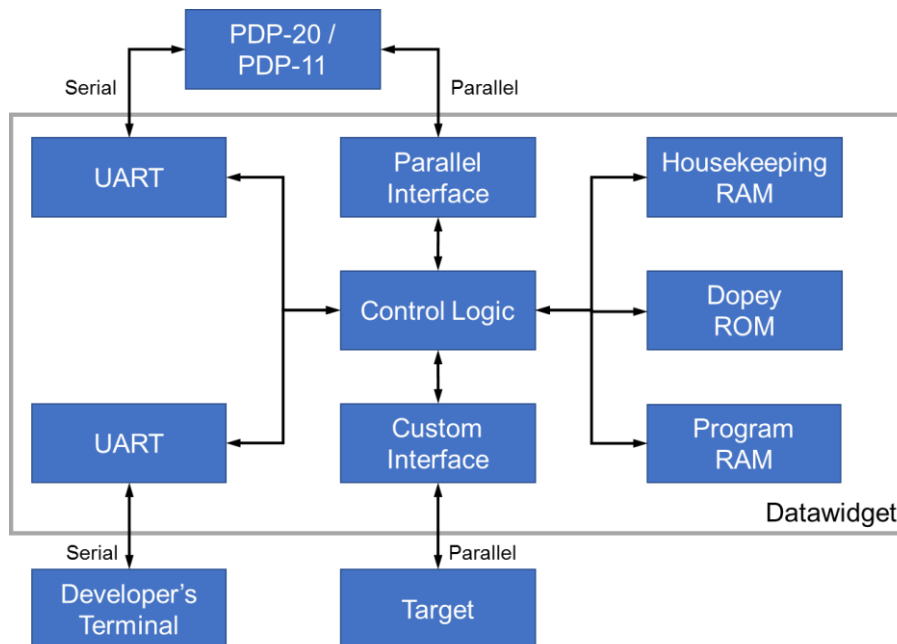 PDP-20 /
PDP-11
Serial
Parallel
UART
Parallel
Interface
Housekeeping
RAM
Control Logic
Dopey
ROM
UART
Custom
Interface
Program
RAM
Datawidget
Serial
Parallel
Developer’s
Terminal
Target